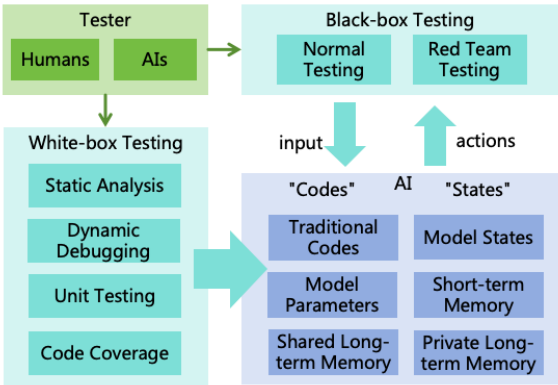 Tester
Humans
AIs
Black-box Testing
Normal
Testing
Red Team
Testing
White-box Testing
Static Analysis
Dynamic
Debugging
Unit Testing
Code Coverage
input
actions
"Codes"
AI
"States"
Traditional
Codes
Model States
Model
Parameters
Short-term
Memory
Shared Long-
term Memory
Private Long-
term Memory